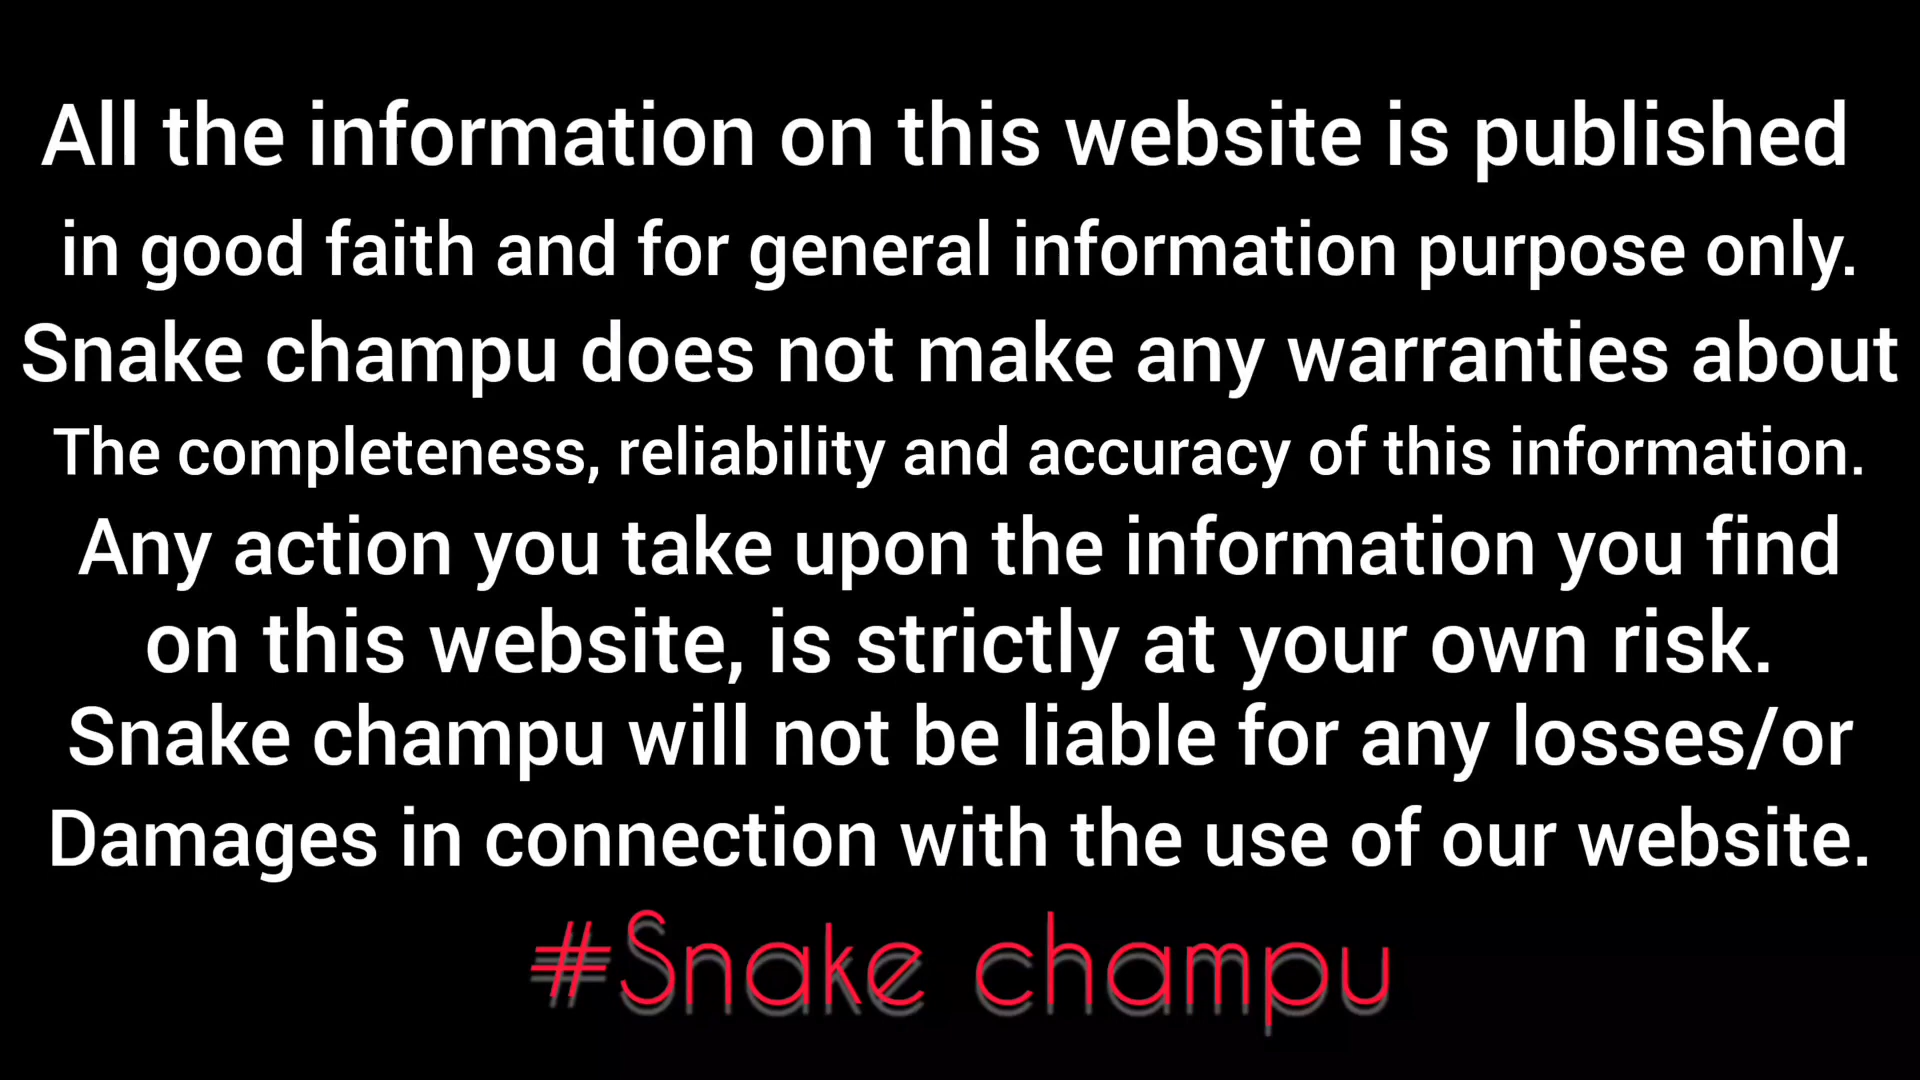 All the information on this website is published
in good faith and for general information purpose only.
Snake champu does not make any warranties about
The completeness, reliability and accuracy of this information.
Any action you take upon the information you find
on this website, is strictly at your own risk.
Snake champu will not be liable for any losses/or
Damages in connection with the use of our website.
#Snake champu